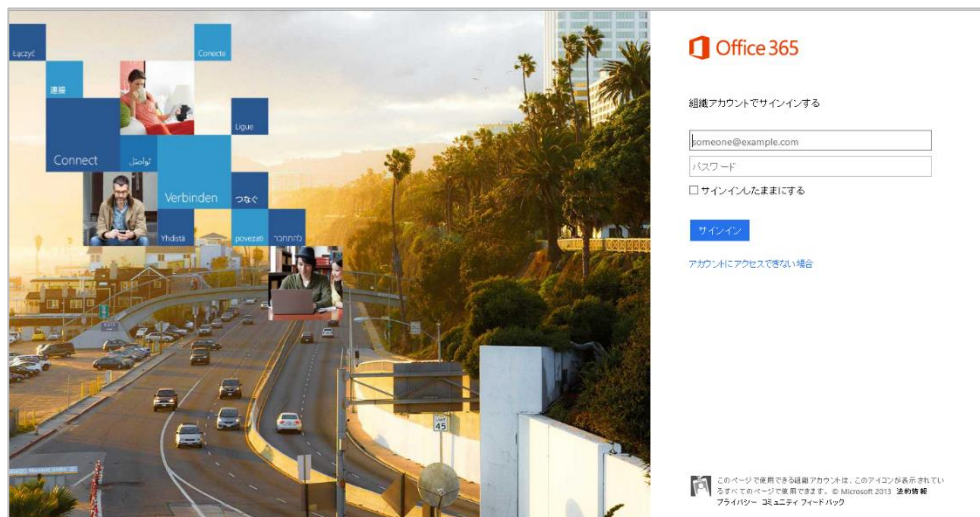 Łączyć
Conecte
連接
Ligue
Connect
تواصَل
Verbinden
つなぐ
Yhdistä
povezati
להתחבר
LIMIT
45
Office 365
組織アカウントでサインインする
someone@example.com
パスワード
サインインしたままにする
サインイン
アカウントにアクセスできない場合
このページで使用できる組織アカウントは、このアイコンが表示されてい
るすべてのページで使用できます。 © Microsoft 2013 法的情報
プライバシー コミュニティ フィードバック